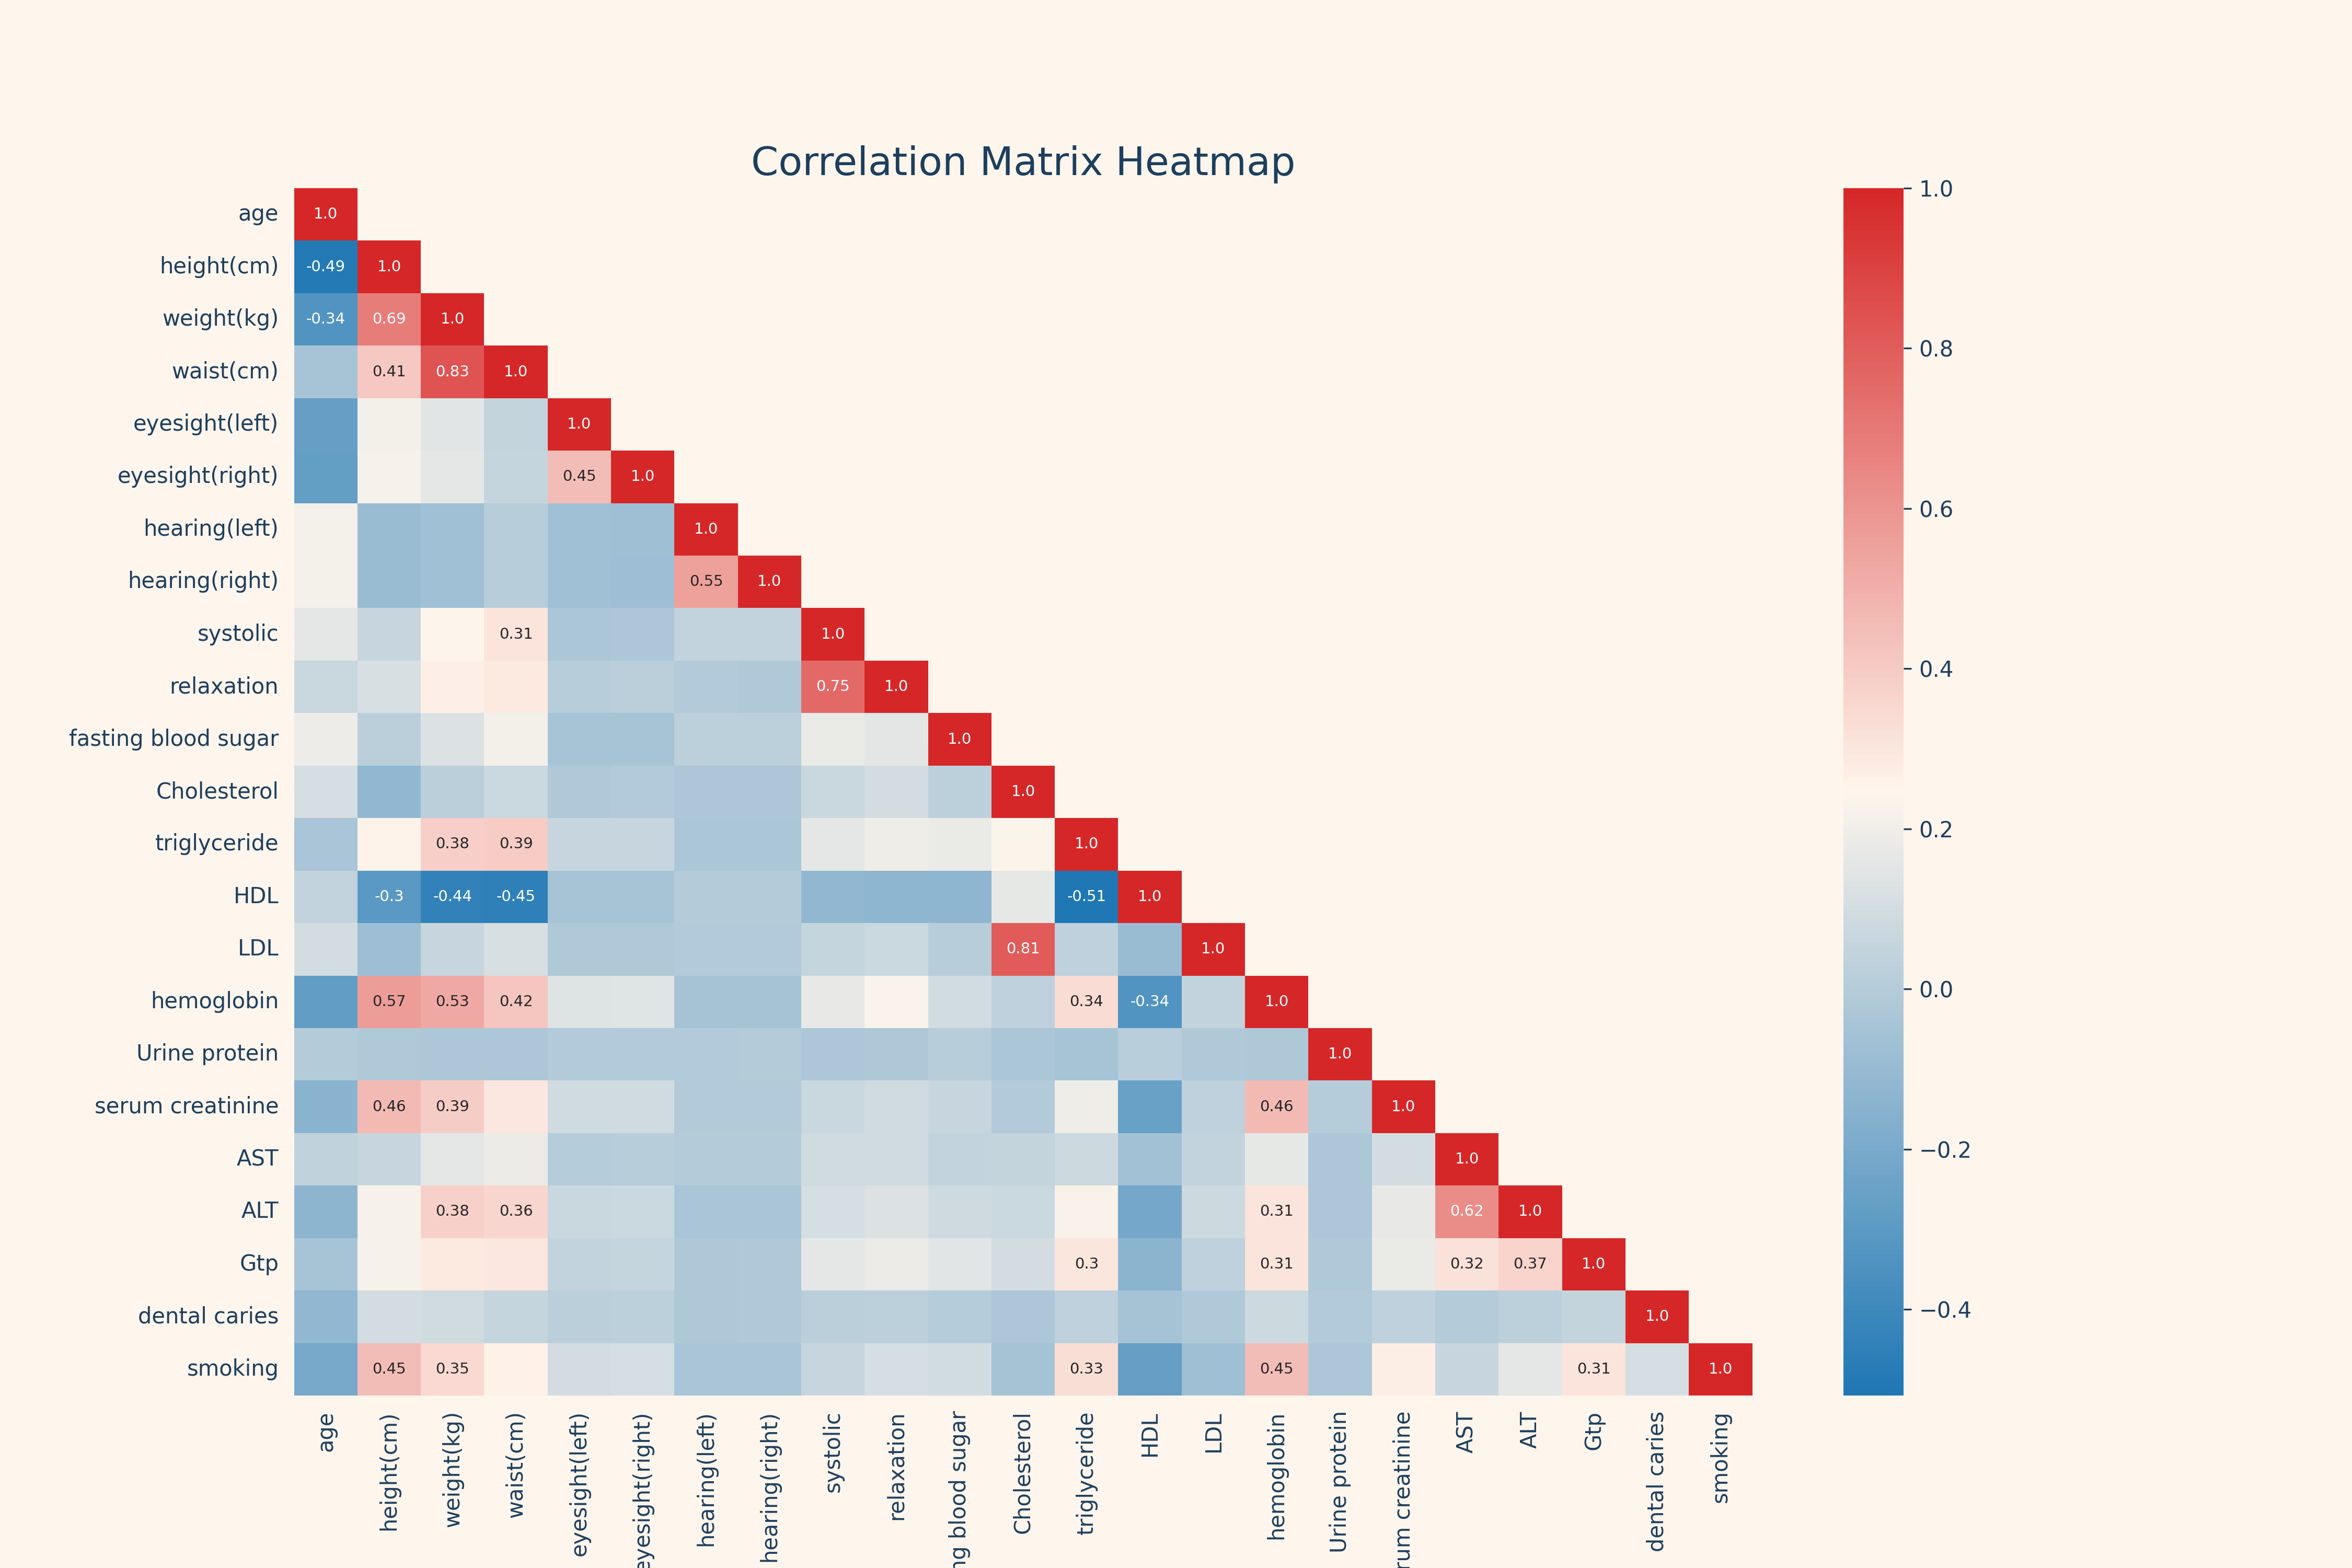 Correlation Matrix Heatmap
age 1.0
height(cm) -0.49 1.0
weight(kg) -0.34 0.69 1.0
waist(cm) 0.41 0.83 1.0
eyesight(left) 1.0
eyesight(right) 0.45 1.0
hearing(left) 1.0
hearing(right) 0.55 1.0
systolic 0.31 1.0
relaxation 0.75 1.0
fasting blood sugar 1.0
Cholesterol 1.0
triglyceride 0.38 0.39 1.0
HDL -0.3 -0.44 -0.45 -0.51 1.0
LDL 0.81 1.0
hemoglobin 0.57 0.53 0.42 0.34 -0.34 1.0
Urine protein 1.0
serum creatinine 0.46 0.39 0.46 1.0
AST 1.0
ALT 0.38 0.36 0.31 0.62 1.0
Gtp 0.3 0.31 0.32 0.37 1.0
dental caries 1.0
smoking 0.45 0.35 0.33 0.45 0.31 1.0
age
height(cm)
weight(kg)
waist(cm)
eyesight(left)
eyesight(right)
hearing(left)
hearing(right)
systolic
relaxation
ng blood sugar
Cholesterol
triglyceride
HDL
LDL
hemoglobin
Urine protein
rum creatinine
AST
ALT
Gtp
dental caries
smoking
1.0
0.8
0.6
0.4
0.2
0.0
−0.2
−0.4